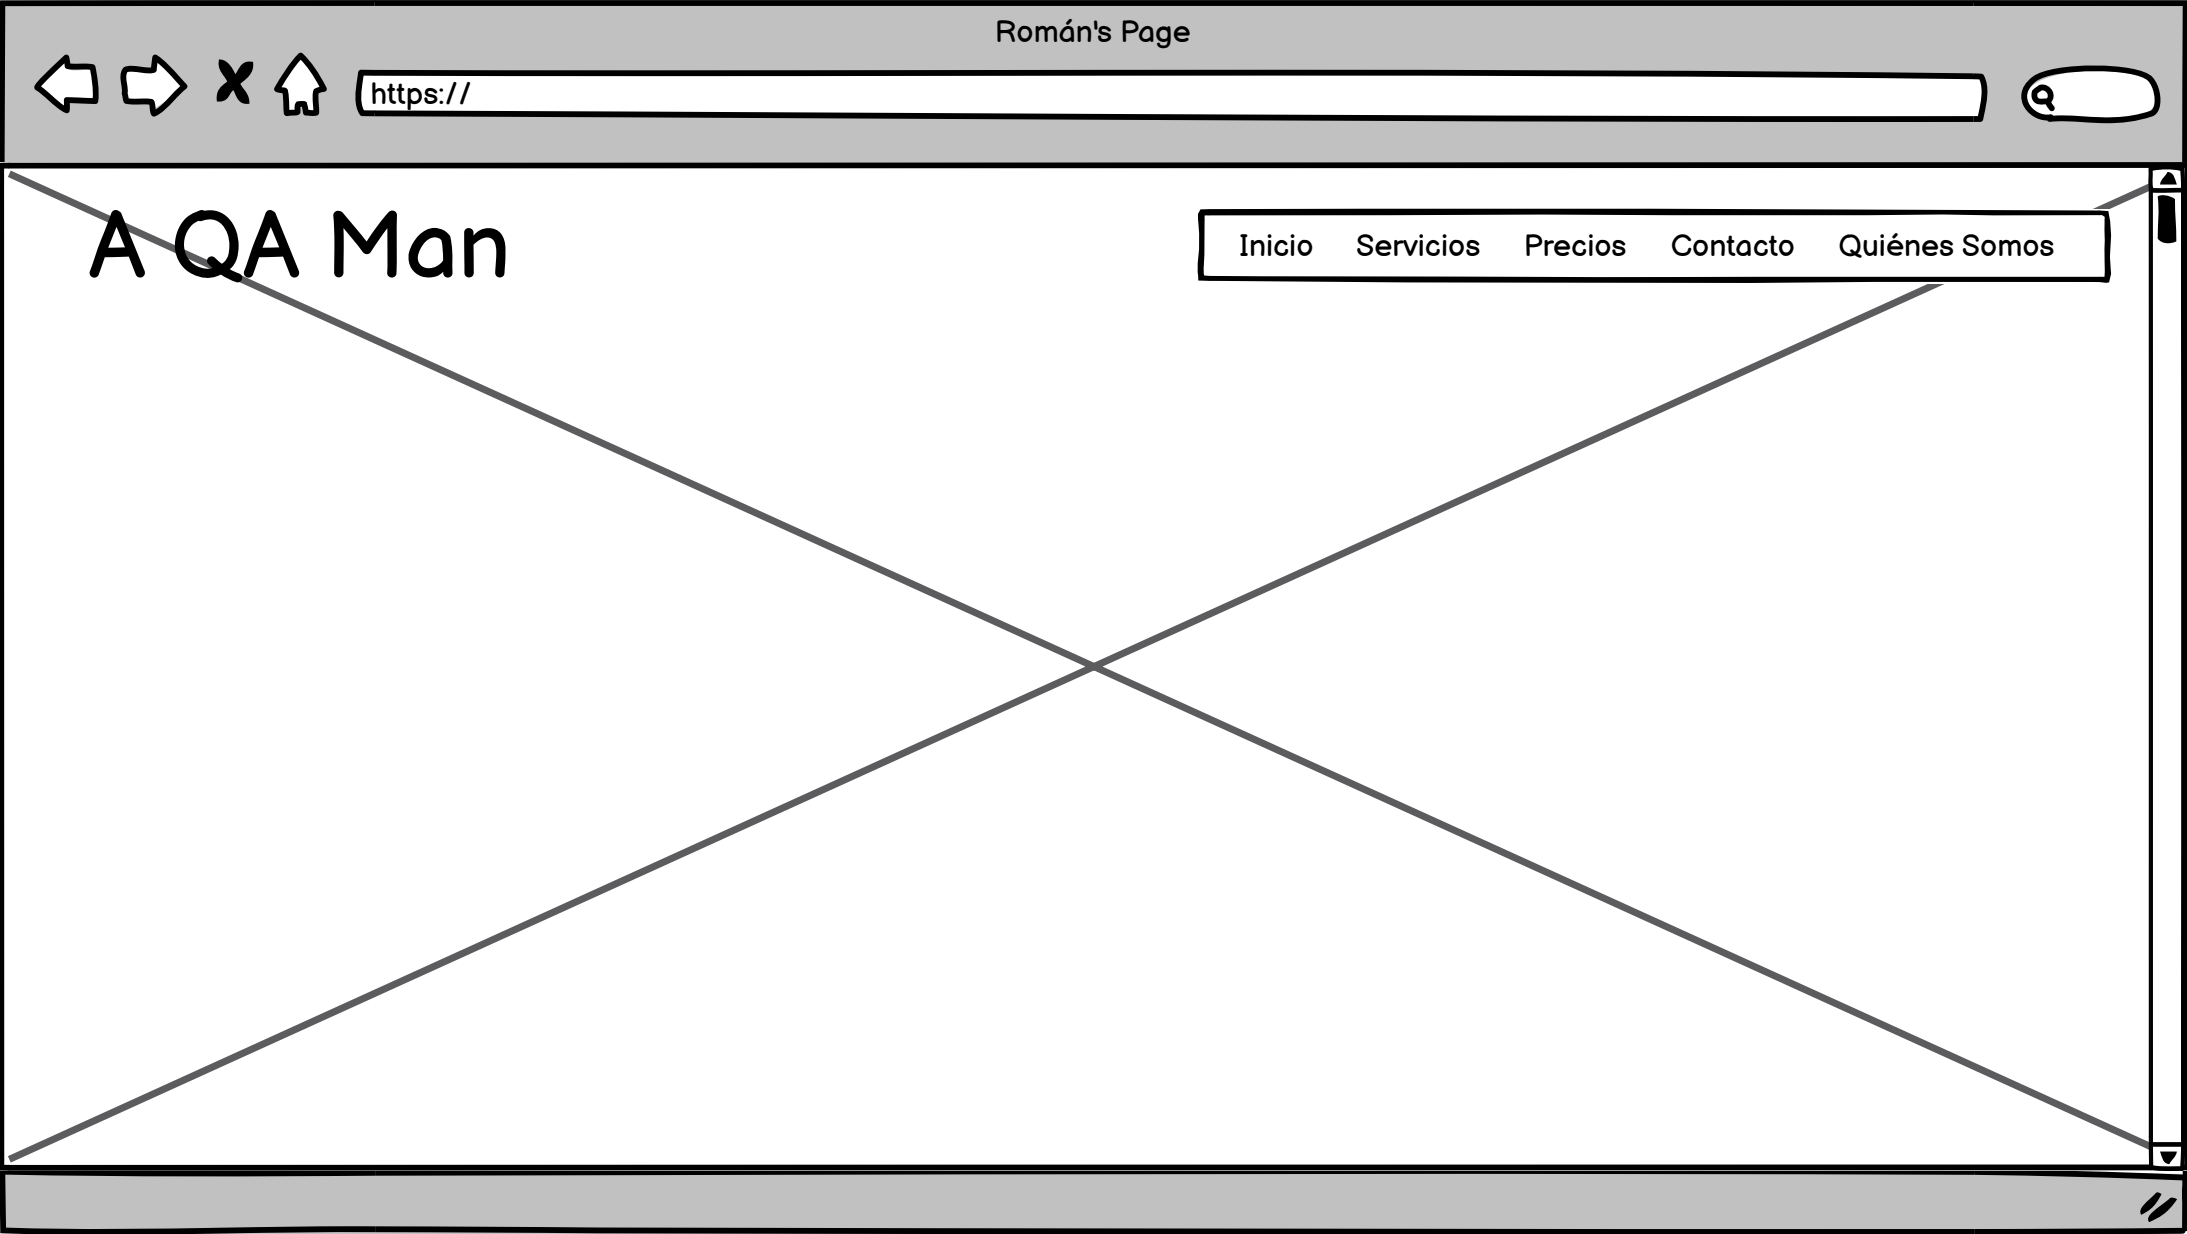 Román's Page
https://
A QA Man
Inicio Servicios Precios Contacto Quiénes Somos